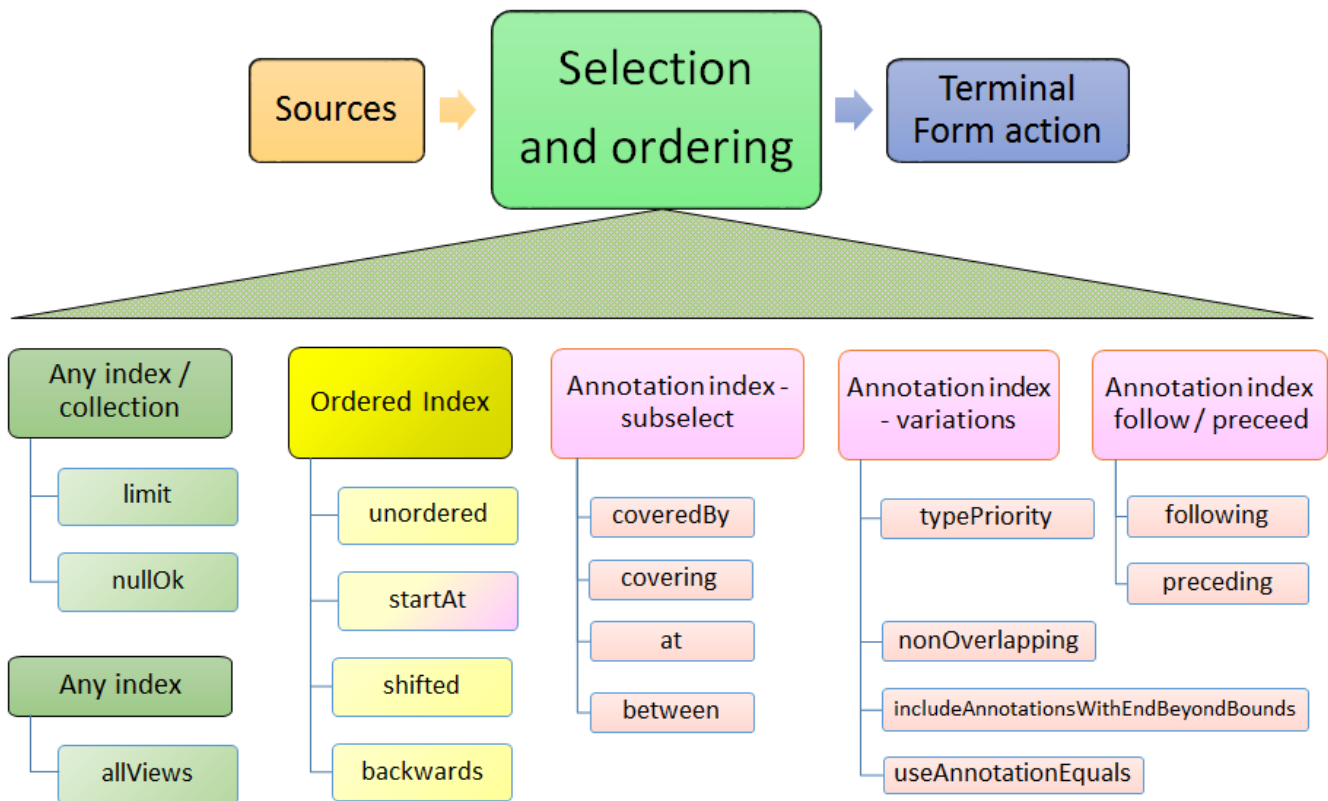 Sources
Selection
and ordering
Terminal
Form action
Any index /
collection
limit
nullOk
Any index
allViews
Ordered Index
unordered
startAt
shifted
backwards
Annotation index -
subselect
coveredBy
covering
at
between
Annotation index
- variations
typePriority
nonOverlapping
includeAnnotationsWithEndBeyondBounds
useAnnotationEquals
Annotation index
follow / preceed
following
preceding